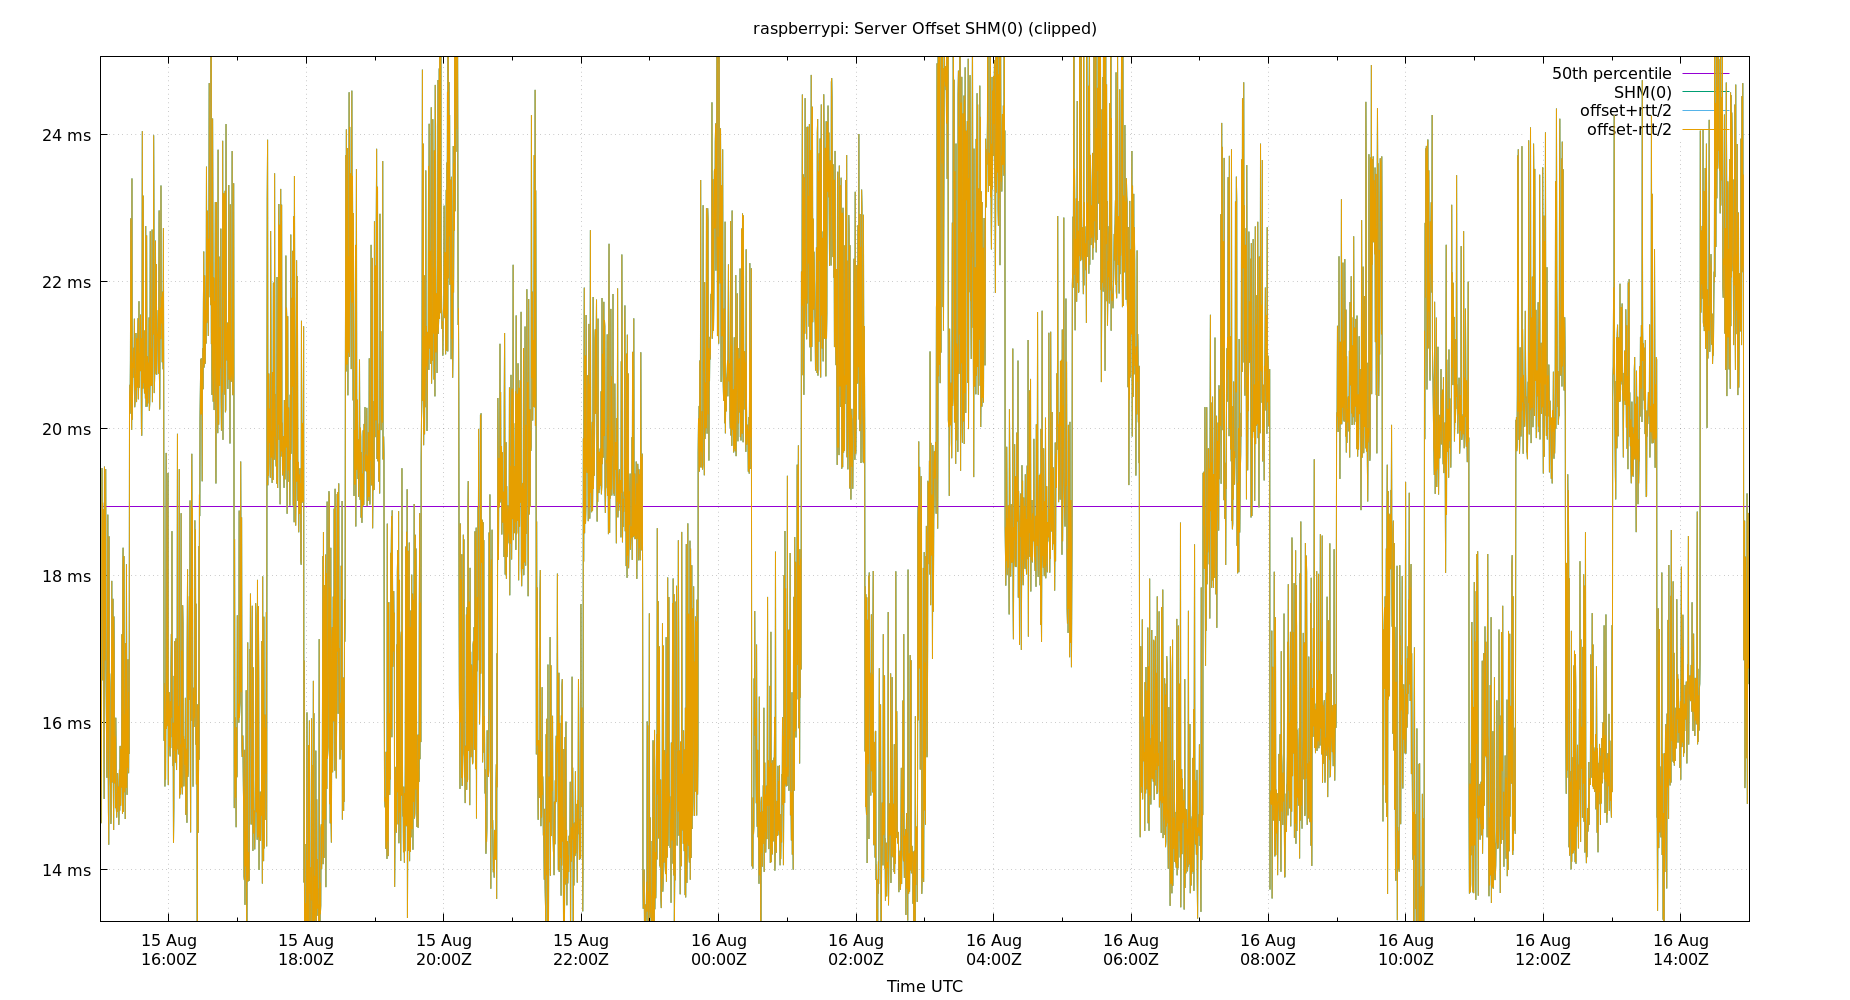 raspberrypi: Server Offset SHM(0) (clipped)
50th percentile
SHM(0)
offset+rtt/2
offset-rtt/2
24 ms
22 ms
20 ms
18 ms
16 ms
14 ms
15 Aug 15 Aug 15 Aug 15 Aug 16 Aug 16 Aug 16 Aug 16 Aug 16 Aug 16 Aug 16 Aug 16 Aug
16:00Z 18:00Z 20:00Z 22:00Z 00:00Z 02:00Z 04:00Z 06:00Z 08:00Z 10:00Z 12:00Z 14:00Z
Time UTC